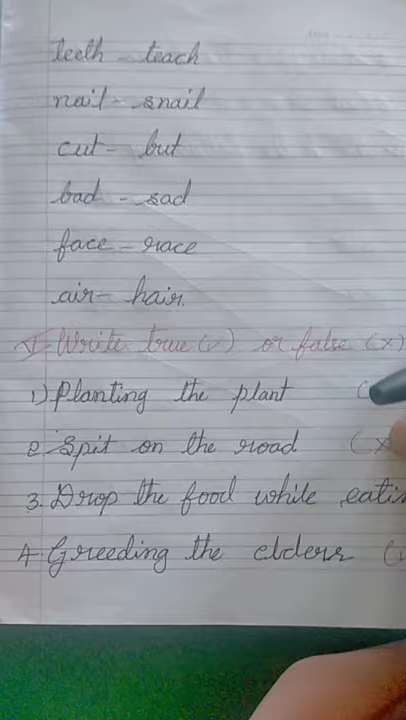 teeth - teach
nail - snail
cut - but
bad - sad
face - race
air - hair.
I Write true (✓) or false (x)
1) Planting the plant (
2. Spit on the road (x
3. Drop the food while eatin
4. Greeding the elders (